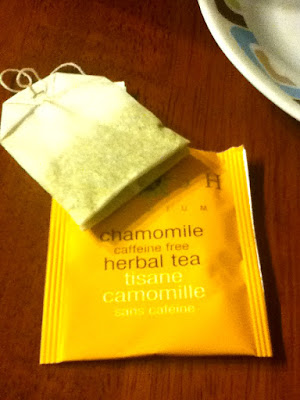 H
chamomile
caffeine free
herbal tea
tisane
camomille
sans caféine